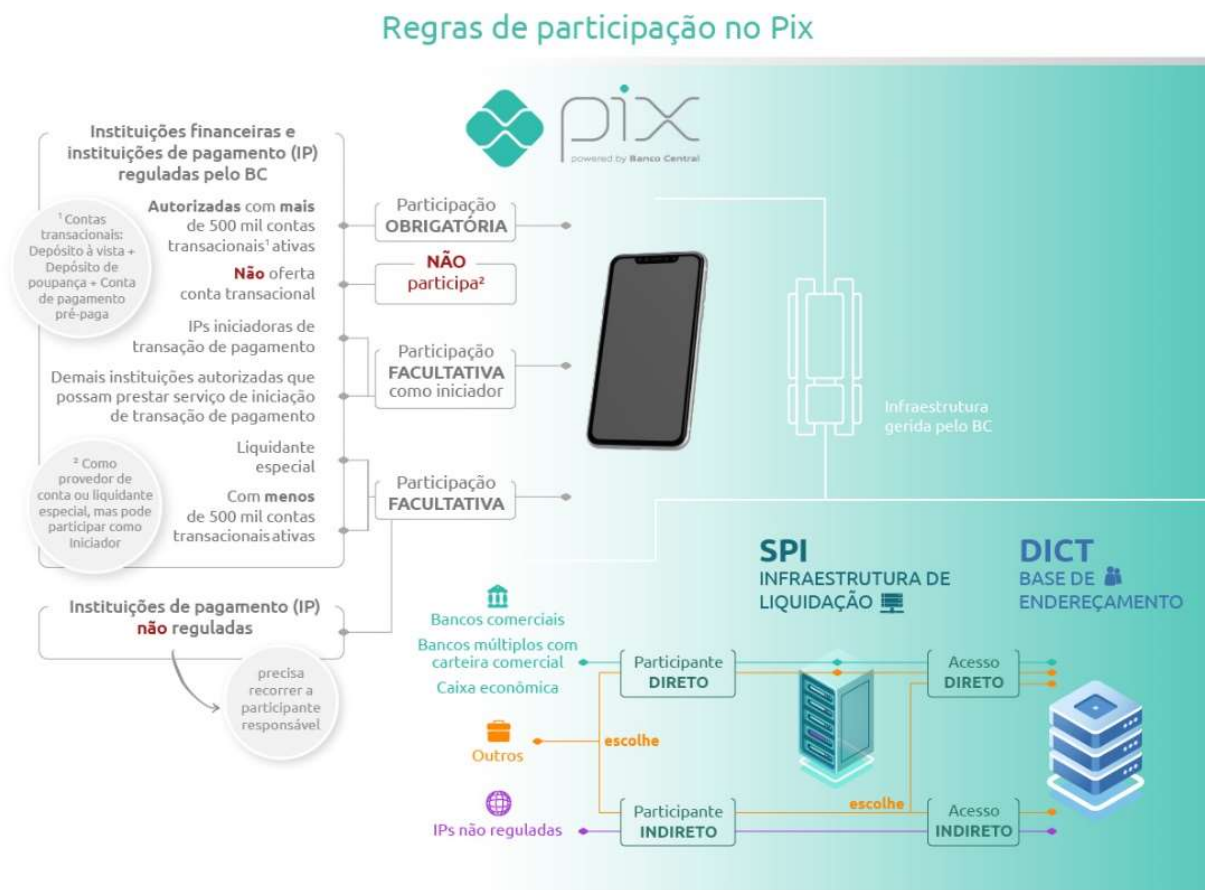 Regras de participação no Pix
pix
powered by Banco Central
Instituições financeiras e
instituições de pagamento (IP)
reguladas pelo BC
¹ Contas
transacionais:
Depósito à vista +
Depósito de
poupança + Conta
de pagamento
pré-paga
Autorizadas com mais
de 500 mil contas
transacionais¹ ativas
Participação
OBRIGATÓRIA
Não oferta
conta transacional
NÃO
participa²
IPs iniciadoras de
transação de pagamento
Demais instituições autorizadas que
possam prestar serviço de iniciação
de transação de pagamento
Participação
FACULTATIVA
como iniciador
² Como
provedor de
conta ou liquidante
especial, mas pode
participar como
Iniciador
Liquidante
especial
Com menos
de 500 mil contas
transacionais ativas
Participação
FACULTATIVA
Instituições de pagamento (IP)
não reguladas
precisa
recorrer a
participante
responsável
Infraestrutura
gerida pelo BC
SPI
INFRAESTRUTURA DE
LIQUIDAÇÃO
DICT
BASE DE
ENDEREÇAMENTO
Bancos comerciais
Bancos múltiplos com
carteira comercial
Caixa econômica
Participante
DIRETO
Acesso
DIRETO
Outros
escolhe
escolhe
IPs não reguladas
Participante
INDIRETO
Acesso
INDIRETO